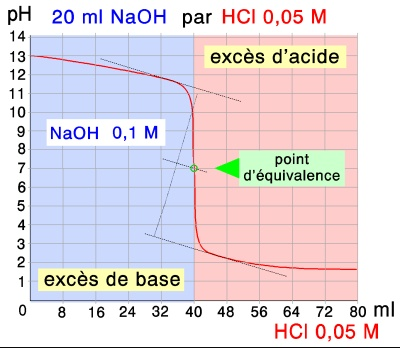 pH 20 ml NaOH par HCl 0,05 M
14
13
12
11
10
9
8
7
6
5
4
3
2
1
excès d'acide
NaOH 0,1 M
point
d'équivalence
excès de base
0 8 16 24 32 40 48 56 64 72 80 ml
HCl 0,05 M